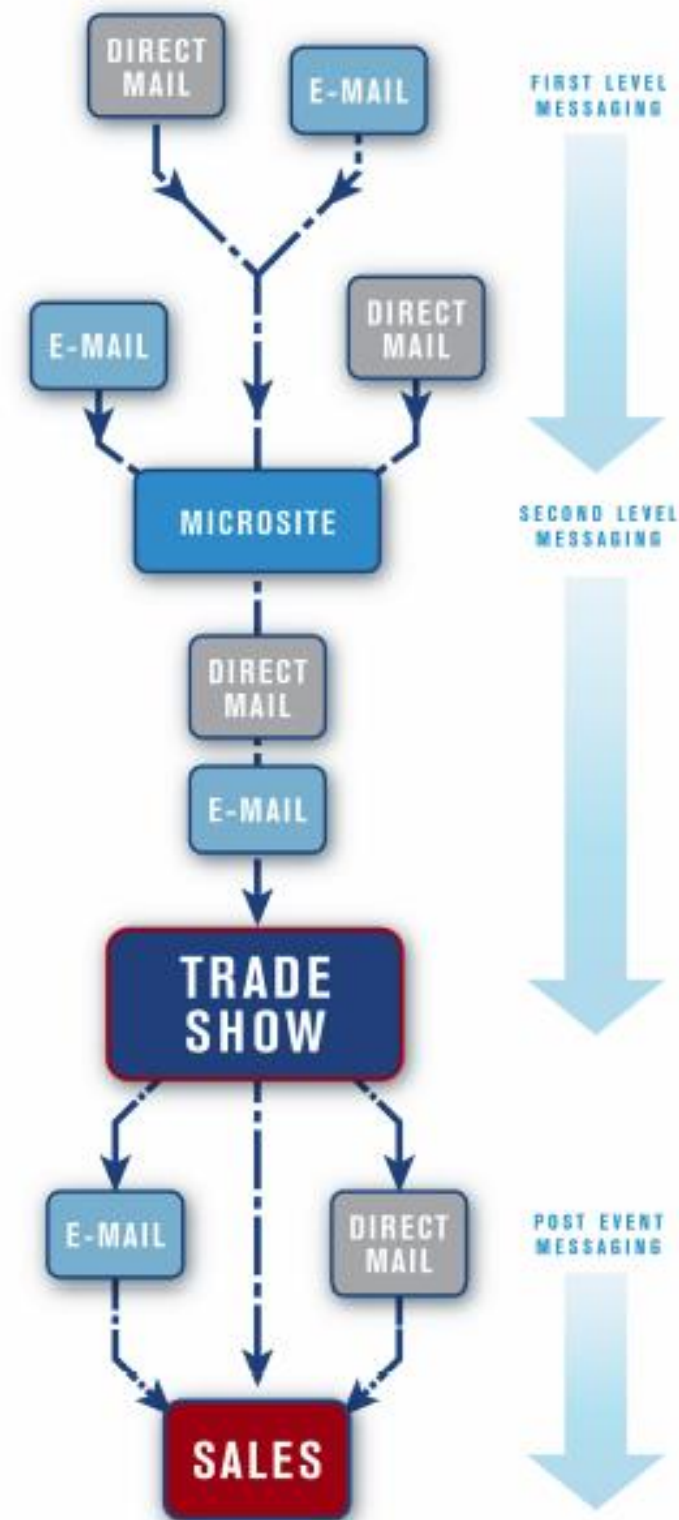 DIRECT
MAIL
E-MAIL
FIRST LEVEL
MESSAGING
E-MAIL
DIRECT
MAIL
MICROSITE
SECOND LEVEL
MESSAGING
DIRECT
MAIL
E-MAIL
TRADE
SHOW
E-MAIL
DIRECT
MAIL
POST EVENT
MESSAGING
SALES